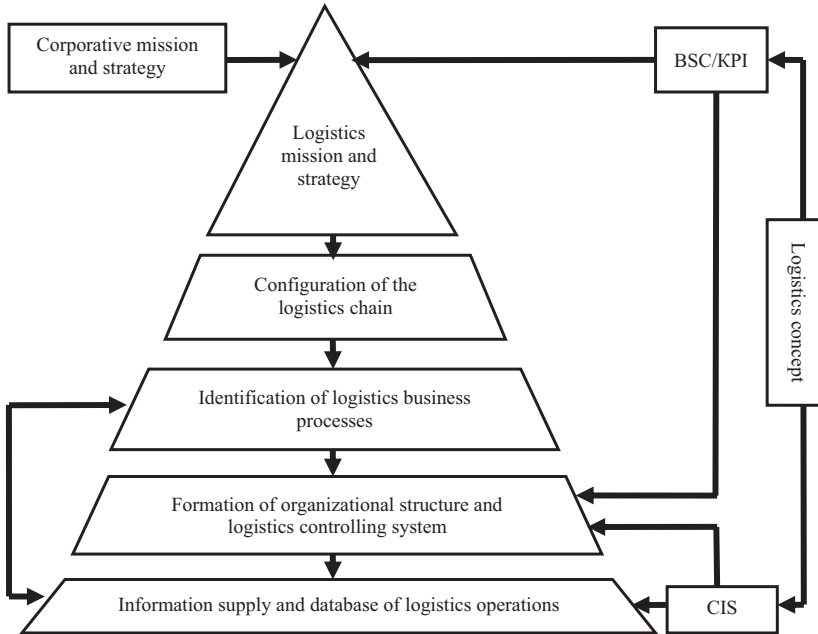 Corporative mission
and strategy
BSC/KPI
Logistics
mission and
strategy
Logistics concept
Configuration of the
logistics chain
Identification of logistics business
processes
Formation of organizational structure and
logistics controlling system
Information supply and database of logistics operations
CIS